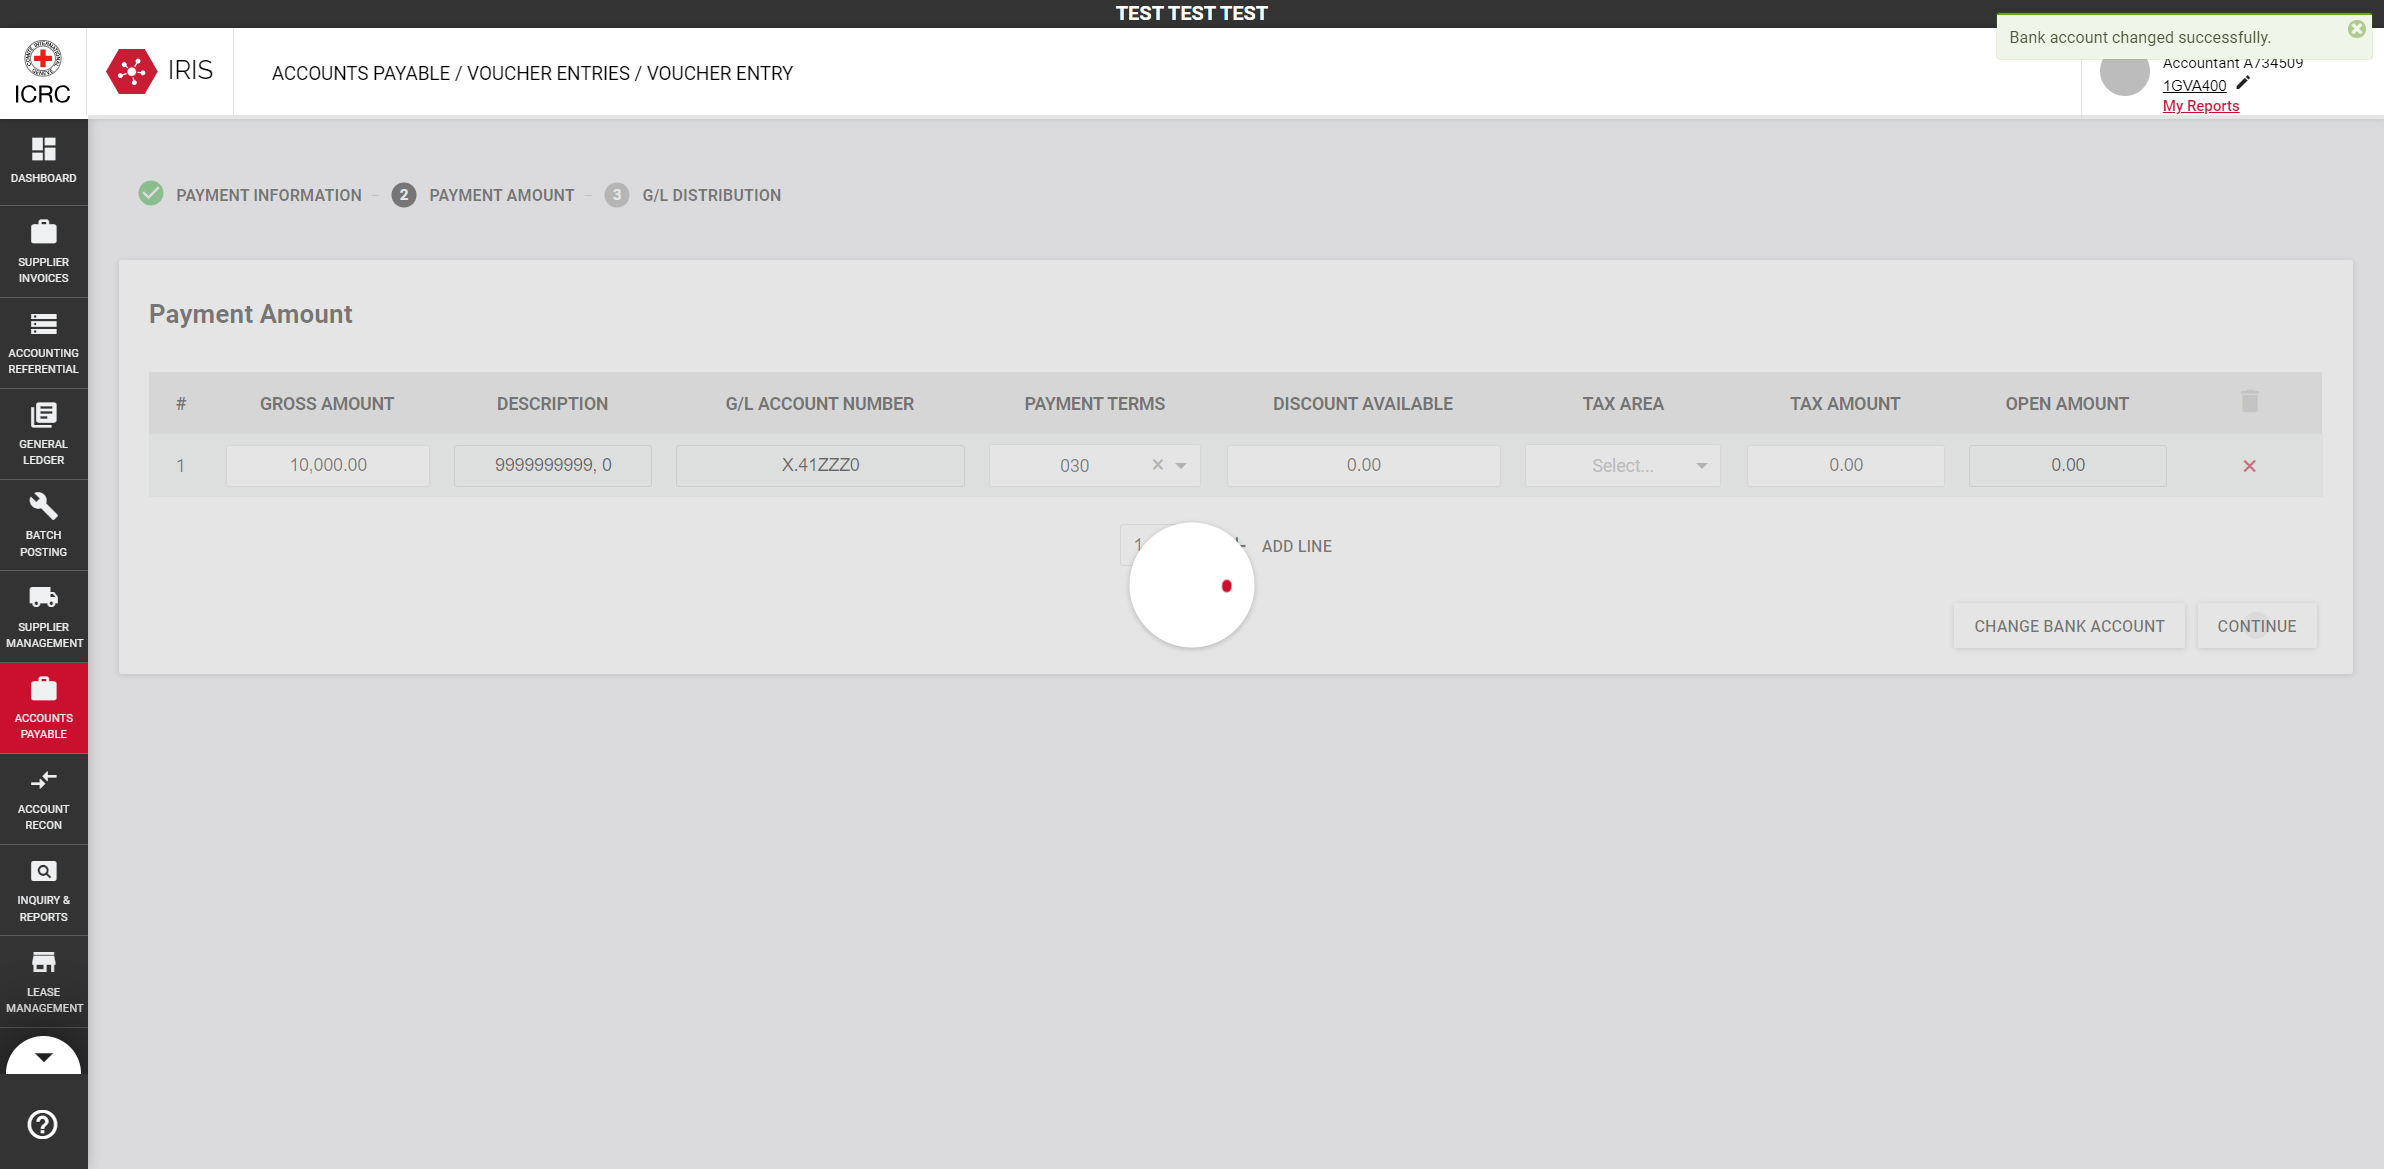 TEST TEST TEST
Bank account changed successfully.
ICRC
IRIS
ACCOUNTS PAYABLE / VOUCHER ENTRIES / VOUCHER ENTRY
Accountant A734509
1GVA400
My Reports
DASHBOARD
SUPPLIER
INVOICES
ACCOUNTING
REFERENTIAL
GENERAL
LEDGER
BATCH
POSTING
SUPPLIER
MANAGEMENT
ACCOUNTS
PAYABLE
ACCOUNT
RECON
INQUIRY &
REPORTS
LEASE
MANAGEMENT
PAYMENT INFORMATION - 2 PAYMENT AMOUNT - 3 G/L DISTRIBUTION
Payment Amount
# GROSS AMOUNT DESCRIPTION G/L ACCOUNT NUMBER PAYMENT TERMS DISCOUNT AVAILABLE TAX AREA TAX AMOUNT OPEN AMOUNT
1 10,000.00 9999999999, 0 X.41ZZZ0 030 0.00 Select... 0.00 0.00
1 ADD LINE
CHANGE BANK ACCOUNT CONTINUE